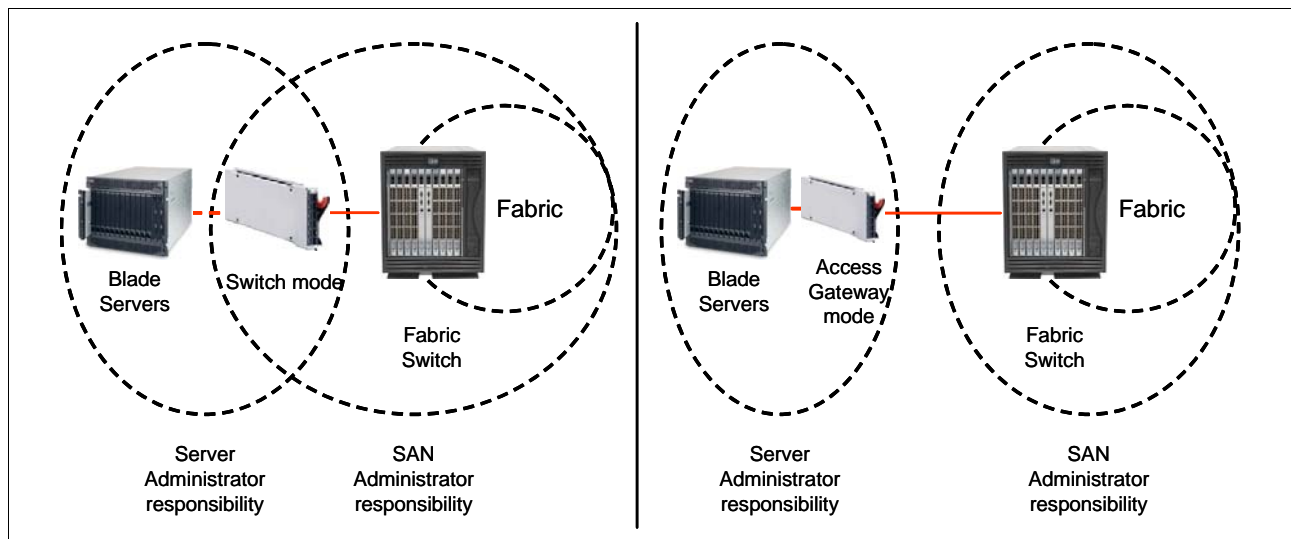 Fabric
Blade
Servers
Switch mode
Fabric
Switch
Server
Administrator
responsibility
SAN
Administrator
responsibility
Fabric
Blade
Servers
Access
Gateway
mode
Fabric
Switch
Server
Administrator
responsibility
SAN
Administrator
responsibility